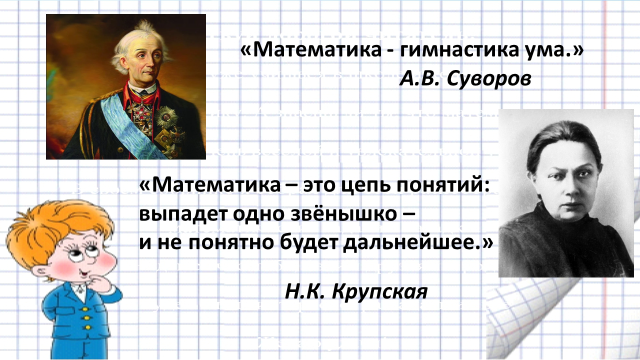 «Математика - гимнастика ума.»
А.В. Суворов
«Математика – это цепь понятий:
выпадет одно звёнышко –
и не понятно будет дальнейшее.»
Н.К. Крупская